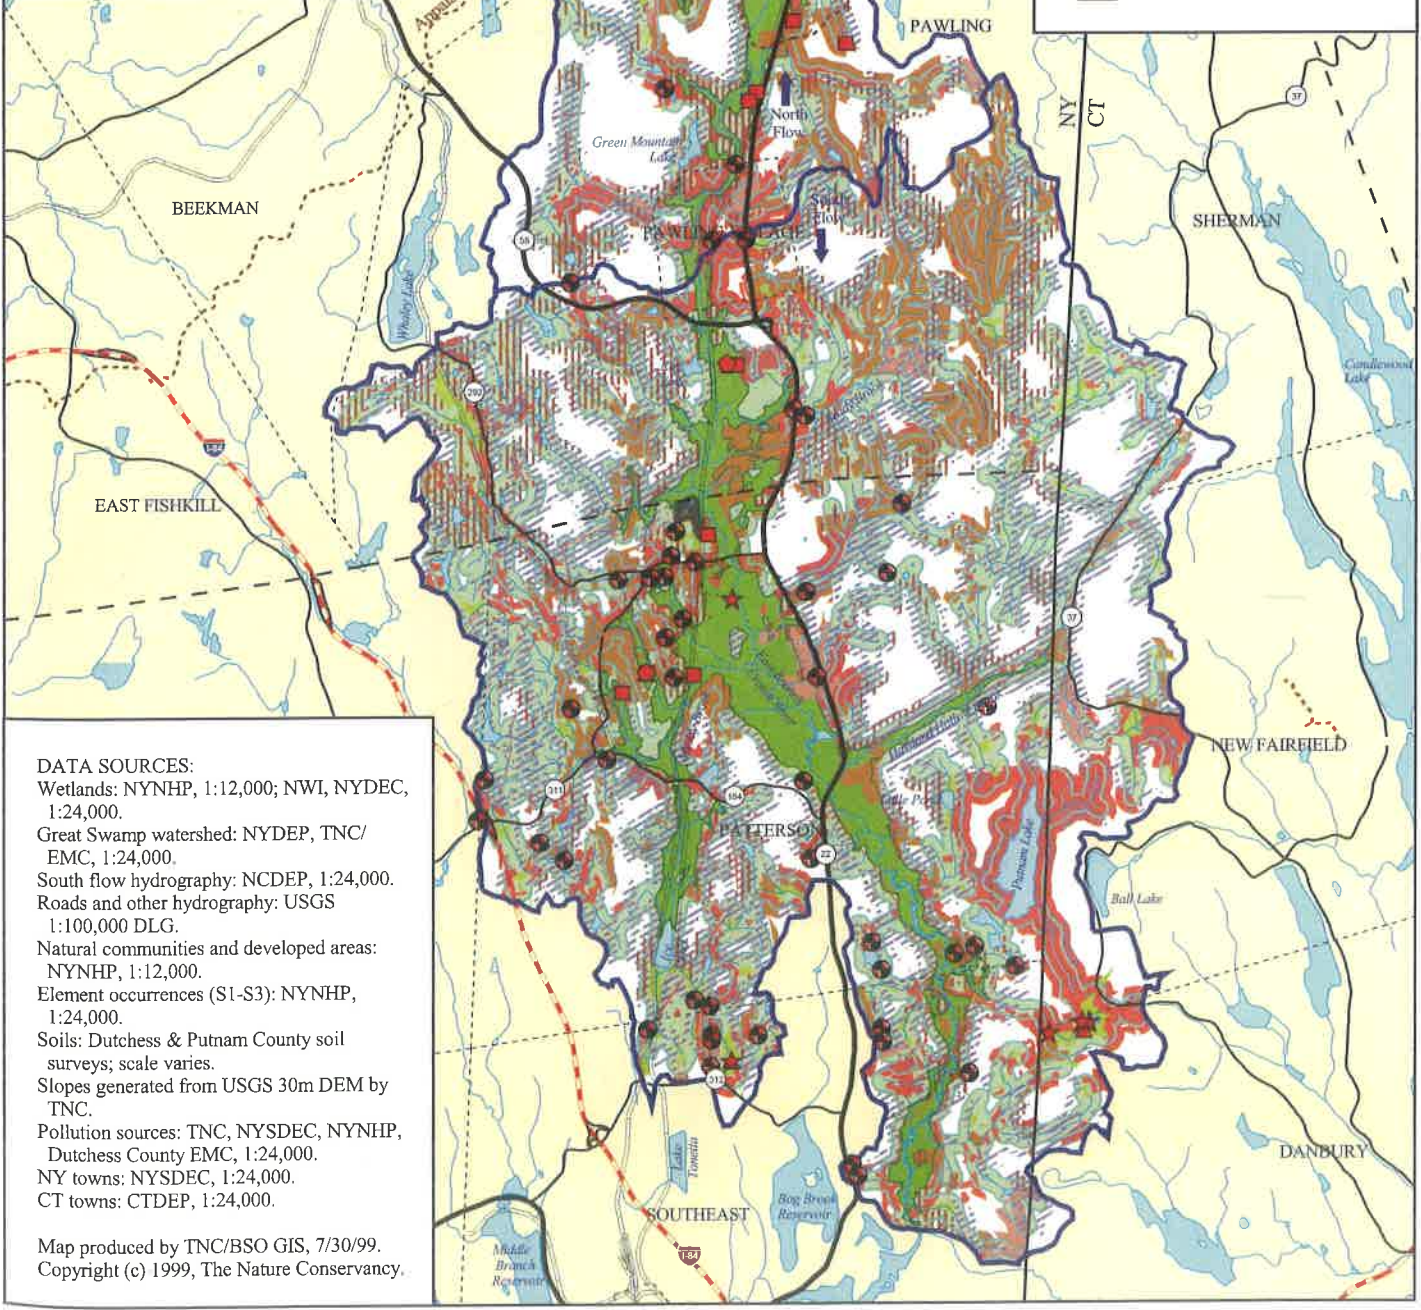 PAWLING
NY
CT
37
North
Flow
Green Mountain
Lake
BEEKMAN
SHERMAN
South
Flow
PAWLING VILLAGE
55
Whaley Lake
Candlewood
Lake
292
I-84
EAST FISHKILL
37
NEW FAIRFIELD
311
164
PATTERSON
22
Putnam Lake
Ball Lake
312
Lake
Tonetta
DANBURY
Bog Brook
Reservoir
SOUTHEAST
I-84
Middle
Branch
Reservoir
DATA SOURCES:
Wetlands: NYNHP, 1:12,000; NWI, NYDEC,
1:24,000.
Great Swamp watershed: NYDEP, TNC/
EMC, 1:24,000.
South flow hydrography: NCDEP, 1:24,000.
Roads and other hydrography: USGS
1:100,000 DLG.
Natural communities and developed areas:
NYNHP, 1:12,000.
Element occurrences (S1-S3): NYNHP,
1:24,000.
Soils: Dutchess & Putnam County soil
surveys; scale varies.
Slopes generated from USGS 30m DEM by
TNC.
Pollution sources: TNC, NYSDEC, NYNHP,
Dutchess County EMC, 1:24,000.
NY towns: NYSDEC, 1:24,000.
CT towns: CTDEP, 1:24,000.
Map produced by TNC/BSO GIS, 7/30/99.
Copyright (c) 1999, The Nature Conservancy.